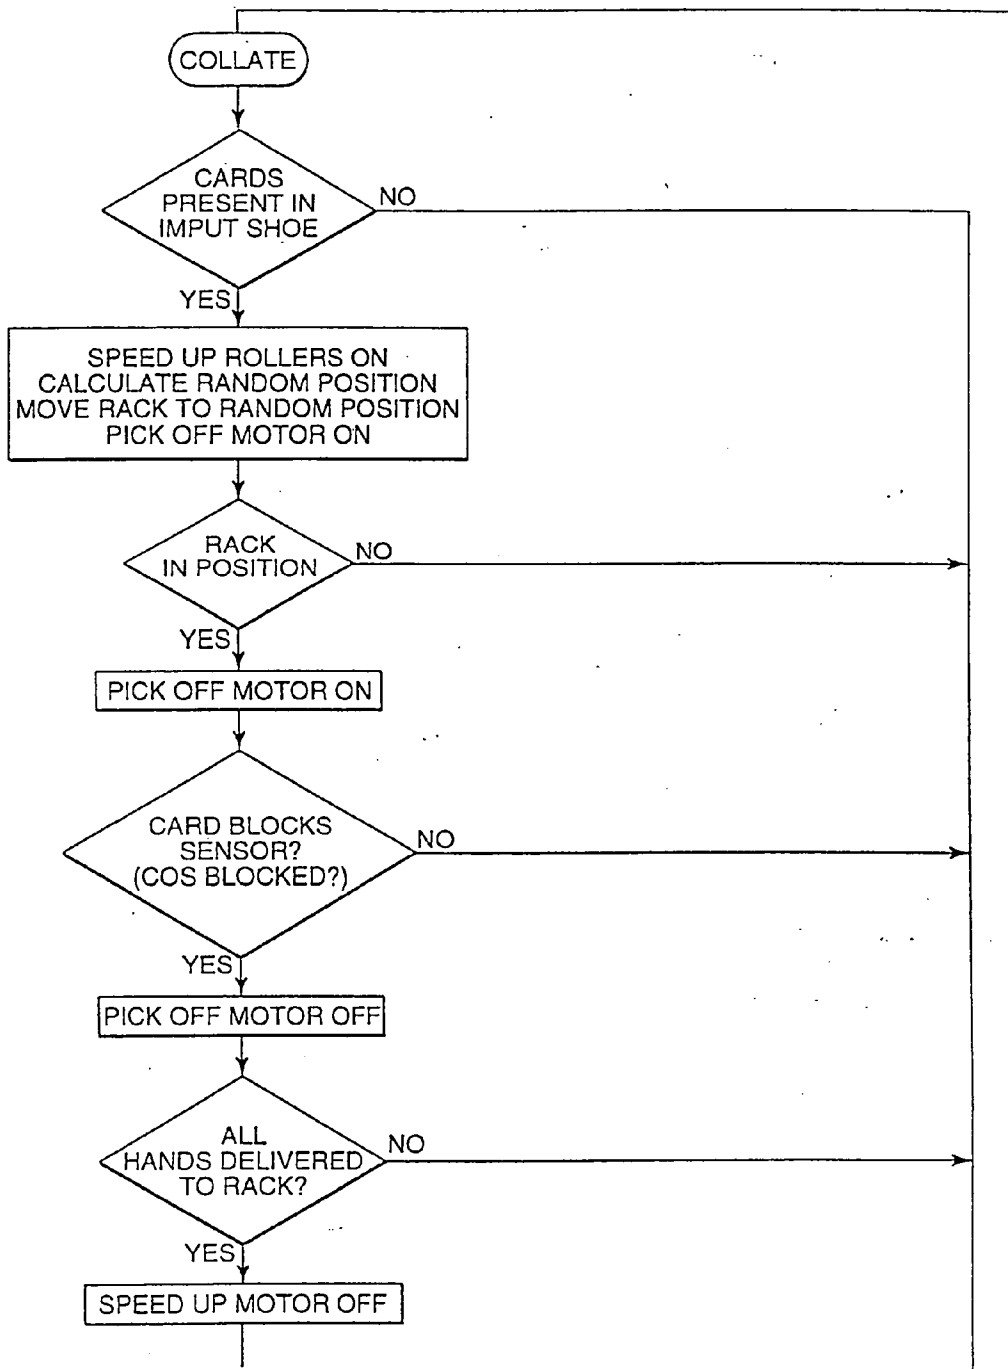 COLLATE
CARDS
PRESENT IN
IMPUT SHOE
NO
YES
SPEED UP ROLLERS ON
CALCULATE RANDOM POSITION
MOVE RACK TO RANDOM POSITION
PICK OFF MOTOR ON
RACK
IN POSITION
NO
YES
PICK OFF MOTOR ON
CARD BLOCKS
SENSOR?
(COS BLOCKED?)
NO
YES
PICK OFF MOTOR OFF
ALL
HANDS DELIVERED
TO RACK?
NO
YES
SPEED UP MOTOR OFF